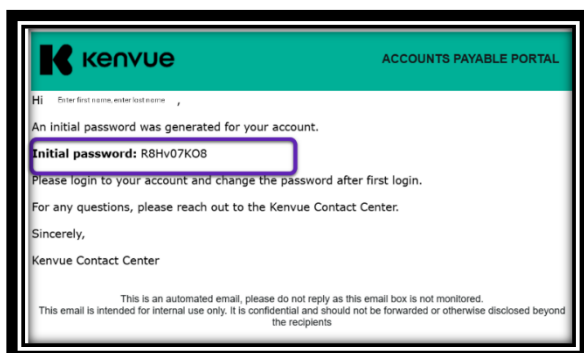 kenvue
ACCOUNTS PAYABLE PORTAL
Hi Enter first name, enter last name ,
An initial password was generated for your account.
Initial password: R8Hv07KO8
Please login to your account and change the password after first login.
For any questions, please reach out to the Kenvue Contact Center.
Sincerely,
Kenvue Contact Center
This is an automated email, please do not reply as this email box is not monitored.
This email is intended for internal use only. It is confidential and should not be forwarded or otherwise disclosed beyond
the recipients